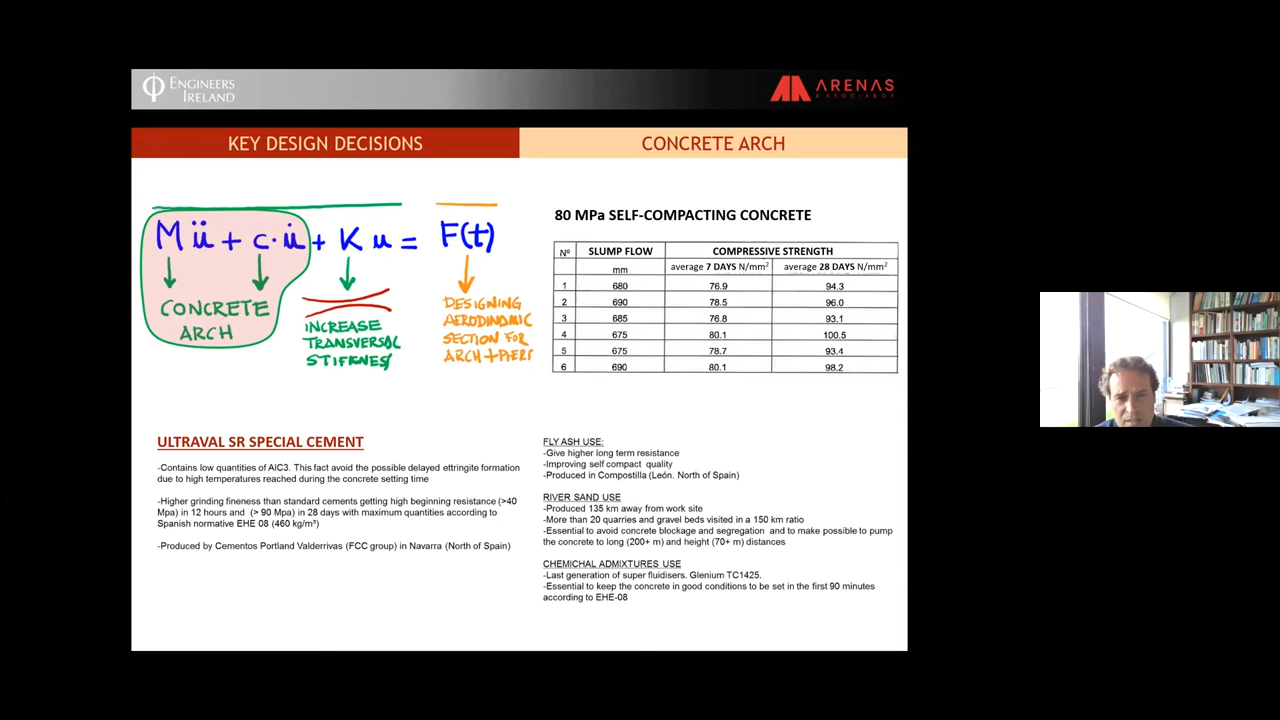 ENGINEERS
IRELAND
ARENAS
& ASOCIADOS
KEY DESIGN DECISIONS
CONCRETE ARCH
Mü + c·u̇ + Ku = F(t)
CONCRETE
ARCH
INCREASE
TRANSVERSAL
STIFKNES
DESIGNING
AERODINAMIC
SECTION FOR
ARCH + PIERS
80 MPa SELF-COMPACTING CONCRETE
Nº SLUMP FLOW COMPRESSIVE STRENGTH
mm average 7 DAYS N/mm² average 28 DAYS N/mm²
1 680 76.9 94.3
2 690 78.5 96.0
3 685 76.8 93.1
4 675 80.1 100.5
5 675 78.7 93.4
6 690 80.1 98.2
ULTRAVAL SR SPECIAL CEMENT
-Contains low quantities of AlC3. This fact avoid the possible delayed ettringite formation
due to high temperatures reached during the concrete setting time
-Higher grinding fineness than standard cements getting high beginning resistance (>40
Mpa) in 12 hours and (> 90 Mpa) in 28 days with maximum quantities according to
Spanish normative EHE 08 (460 kg/m³)
-Produced by Cementos Portland Valderrivas (FCC group) in Navarra (North of Spain)
FLY ASH USE:
-Give higher long term resistance
-Improving self compact quality
-Produced in Compostilla (León. North of Spain)
RIVER SAND USE
-Produced 135 km away from work site
-More than 20 quarries and gravel beds visited in a 150 km ratio
-Essential to avoid concrete blockage and segregation and to make possible to pump
the concrete to long (200+ m) and height (70+ m) distances
CHEMICHAL ADMIXTURES USE
-Last generation of super fluidisers. Glenium TC1425.
-Essential to keep the concrete in good conditions to be set in the first 90 minutes
according to EHE-08